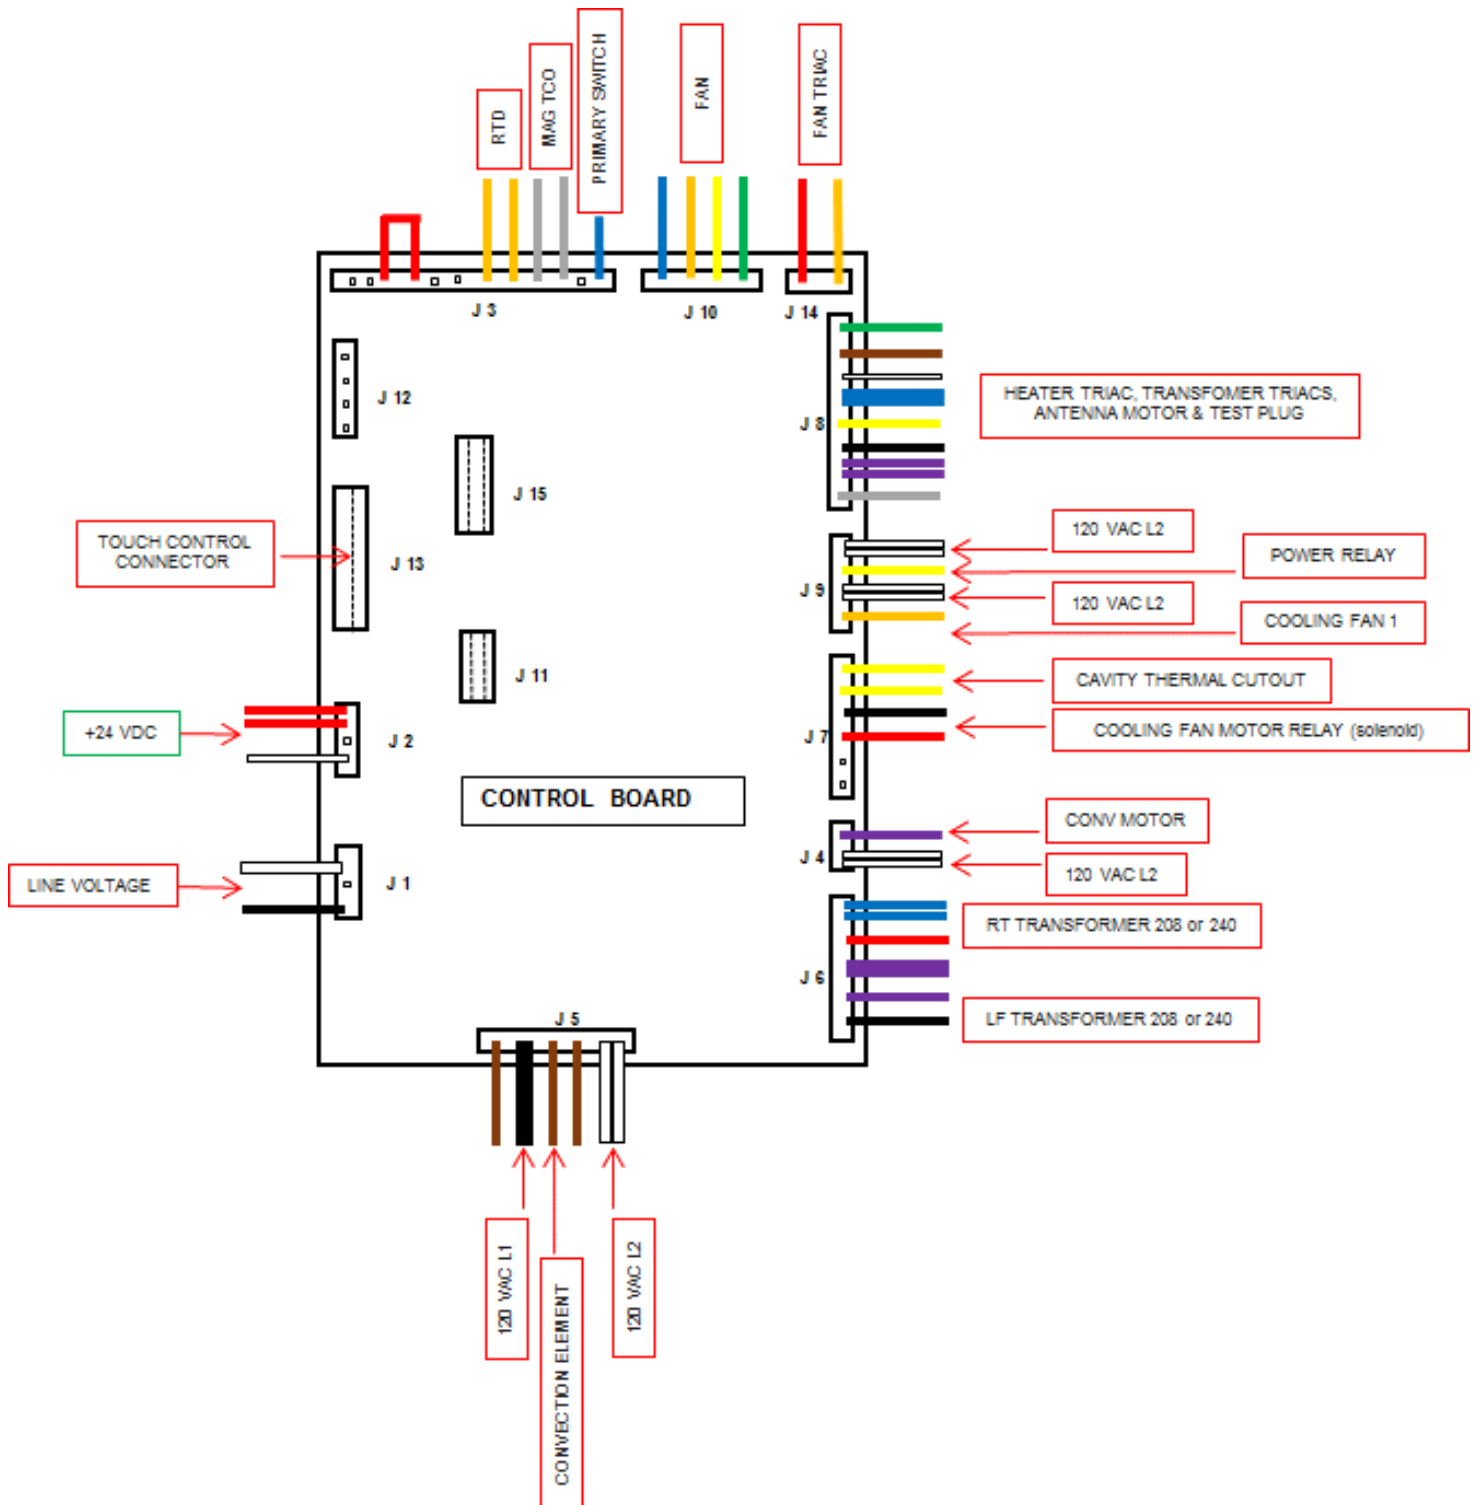 RTD
MAG TCO
PRIMARY SWITCH
FAN
FAN TRIAC
J 3
J 10
J 14
J 12
J 8
HEATER TRIAC, TRANSFOMER TRIACS,
ANTENNA MOTOR & TEST PLUG
J 15
TOUCH CONTROL
CONNECTOR
J 13
J 9
120 VAC L2
POWER RELAY
120 VAC L2
COOLING FAN 1
J 11
CAVITY THERMAL CUTOUT
+24 VDC
J 2
J 7
COOLING FAN MOTOR RELAY (solenoid)
CONTROL BOARD
CONV MOTOR
J 4
120 VAC L2
LINE VOLTAGE
J 1
RT TRANSFORMER 208 or 240
J 6
LF TRANSFORMER 208 or 240
J 5
120 VAC L1
CONVECTION ELEMENT
120 VAC L2